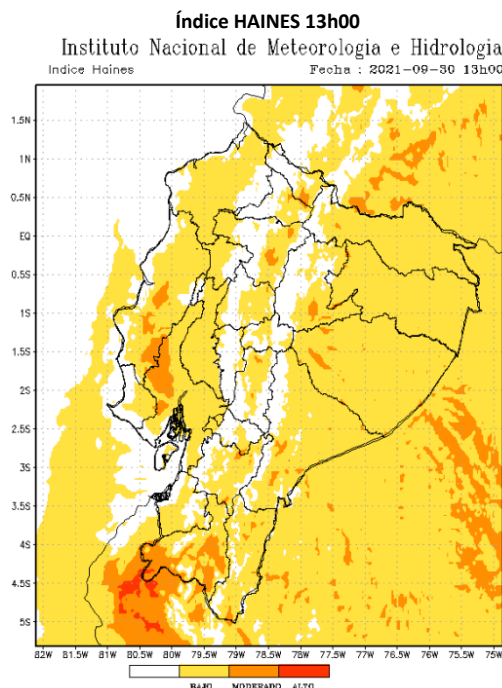 Índice HAINES 13h00
Instituto Nacional de Meteorologia e Hidrologia
Indice Haines Fecha : 2021-09-30 13h00
1.5N
1N
0.5N
EQ
0.5S
1S
1.5S
2S
2.5S
3S
3.5S
4S
4.5S
5S
82W 81.5W 81W 80.5W 80W 79.5W 79W 78.5W 78W 77.5W 77W 76.5W 76W 75.5W 75W
BAJO MODERADO ALTO